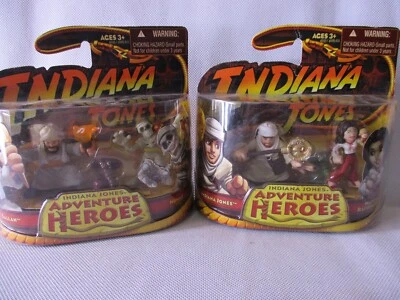 AGES 3+
WARNING:
CHOKING HAZARD-Small parts.
Not for children under 3 years.
INDIANA
JONES
INDIANA JONES
ADVENTURE
HEROES
AGES 3+
WARNING:
CHOKING HAZARD-Small parts.
Not for children under 3 years.
INDIANA
JONES
INDIANA JONES
ADVENTURE
HEROES
JONES™